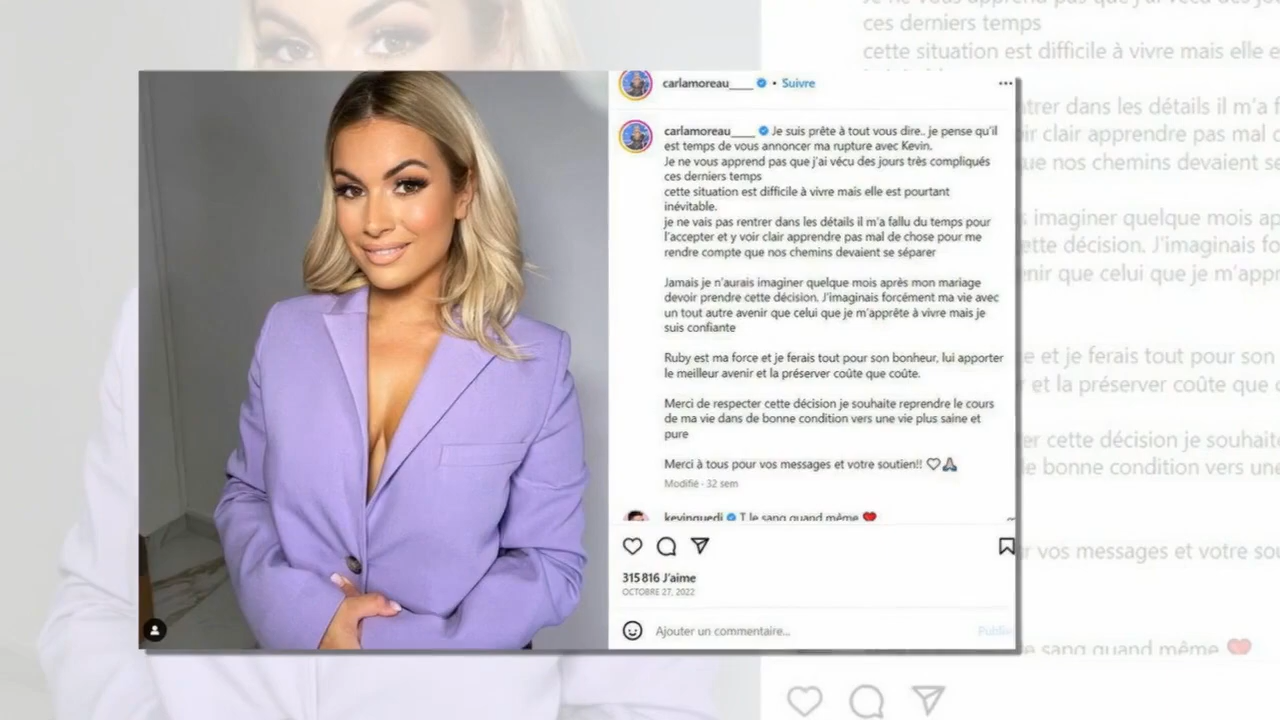 carlamoreau____ • Suivre
carlamoreau____ Je suis prête à tout vous dire.. je pense qu'il
est temps de vous annoncer ma rupture avec Kevin.
Je ne vous apprend pas que j'ai vécu des jours très compliqués
ces derniers temps
cette situation est difficile à vivre mais elle est pourtant
inévitable.
je ne vais pas rentrer dans les détails il m'a fallu du temps pour
l'accepter et y voir clair apprendre pas mal de chose pour me
rendre compte que nos chemins devaient se séparer
Jamais je n'aurais imaginer quelque mois après mon mariage
devoir prendre cette décision. J'imaginais forcément ma vie avec
un tout autre avenir que celui que je m'apprête à vivre mais je
suis confiante
Ruby est ma force et je ferais tout pour son bonheur, lui apporter
le meilleur avenir et la préserver coûte que coûte.
Merci de respecter cette décision je souhaite reprendre le cours
de ma vie dans de bonne condition vers une vie plus saine et
pure
Merci à tous pour vos messages et votre soutien!! ♡🙏
Modifié · 32 sem
kevinguedj T le sang quand même ❤
315 816 J'aime
OCTOBRE 27, 2022
Ajouter un commentaire...
Publier
ces derniers temps
cette situation est difficile à vivre mais elle e
trer dans les détails il m'a f
ir clair apprendre pas mal d
ue nos chemins devaient se
imaginer quelque mois ap
ette décision. J'imaginais fo
nir que celui que je m'appr
e et je ferais tout pour son
r et la préserver coûte que c
er cette décision je souhaite
e bonne condition vers une
r vos messages et votre sou
e sang quand même ❤